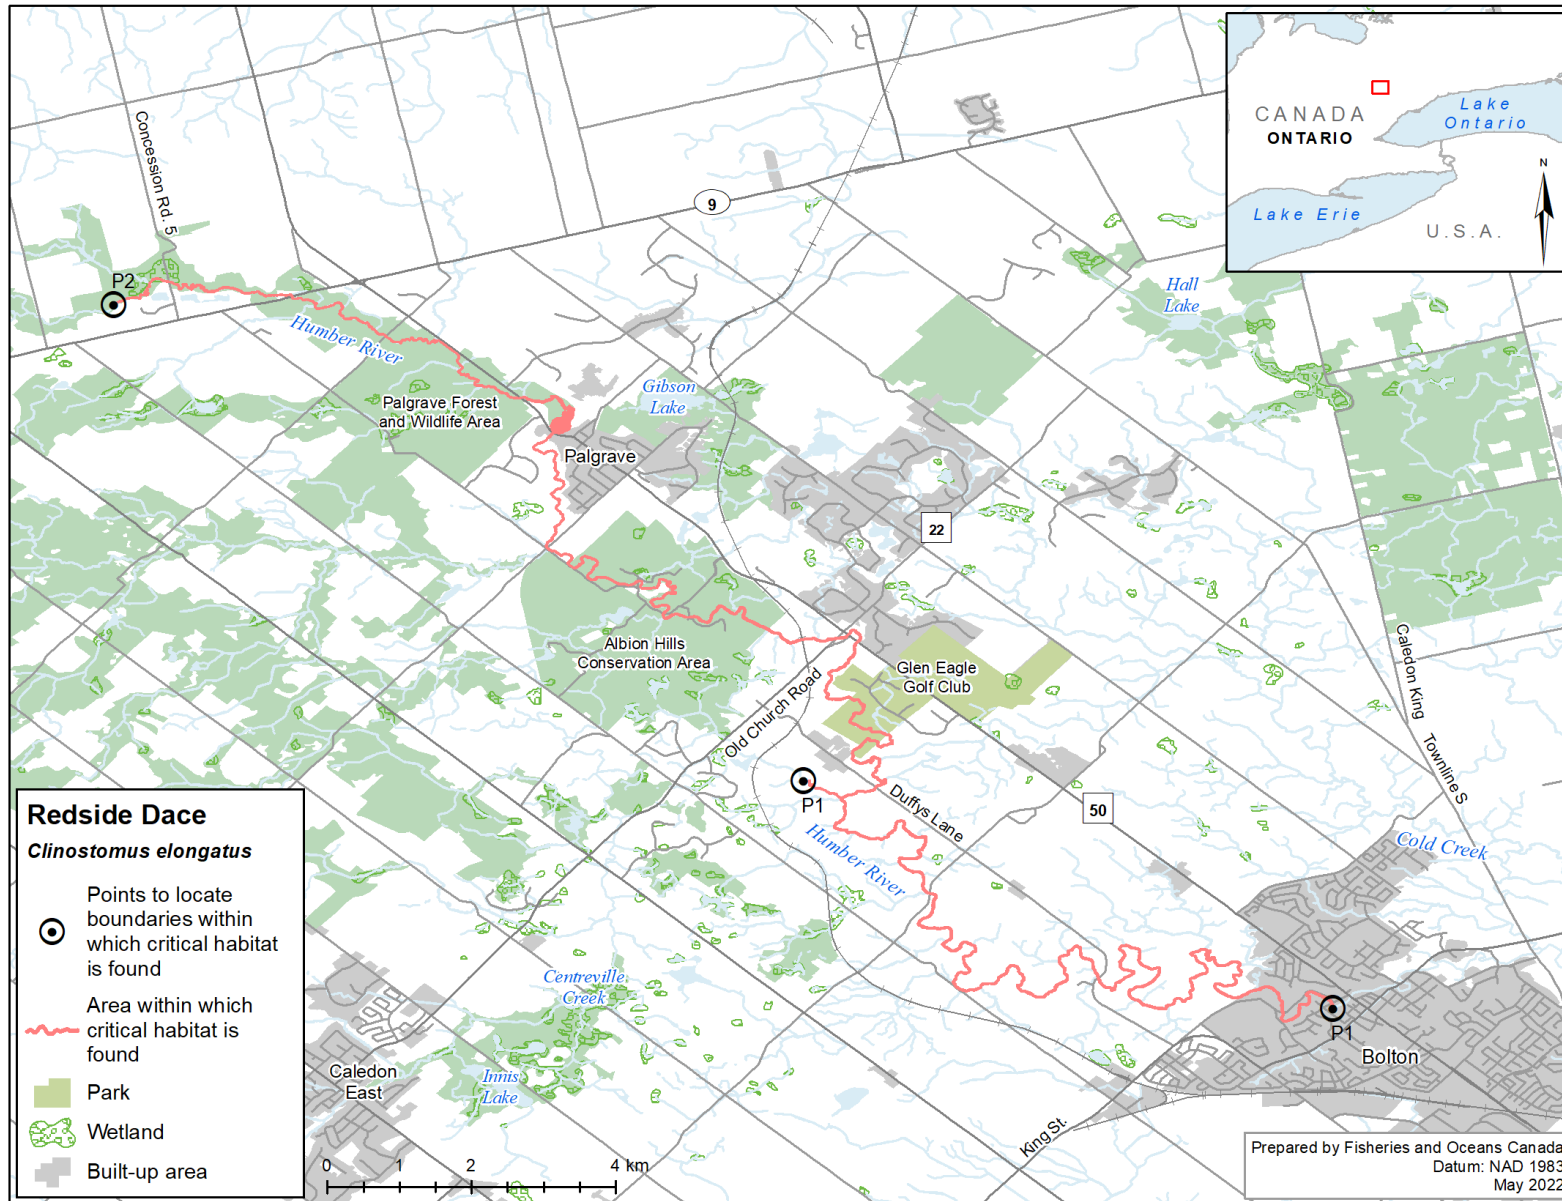 Concession Rd. 5
9
CANADA
ONTARIO
Lake
Ontario
Lake Erie
U.S.A.
N
P2
Humber River
Hall
Lake
Gibson
Lake
Palgrave Forest
and Wildlife Area
Palgrave
22
Albion Hills
Conservation Area
Glen Eagle
Golf Club
Old Church Road
Caledon King
Townline S
P1
Duffys Lane
50
Humber River
Cold Creek
Redside Dace
Clinostomus elongatus
Points to locate
boundaries within
which critical habitat
is found
Area within which
critical habitat is
found
Park
Wetland
Built-up area
Centreville
Creek
P1
Bolton
Caledon
East
Innis
Lake
King St.
0 1 2 4 km
Prepared by Fisheries and Oceans Canada
Datum: NAD 1983
May 2022